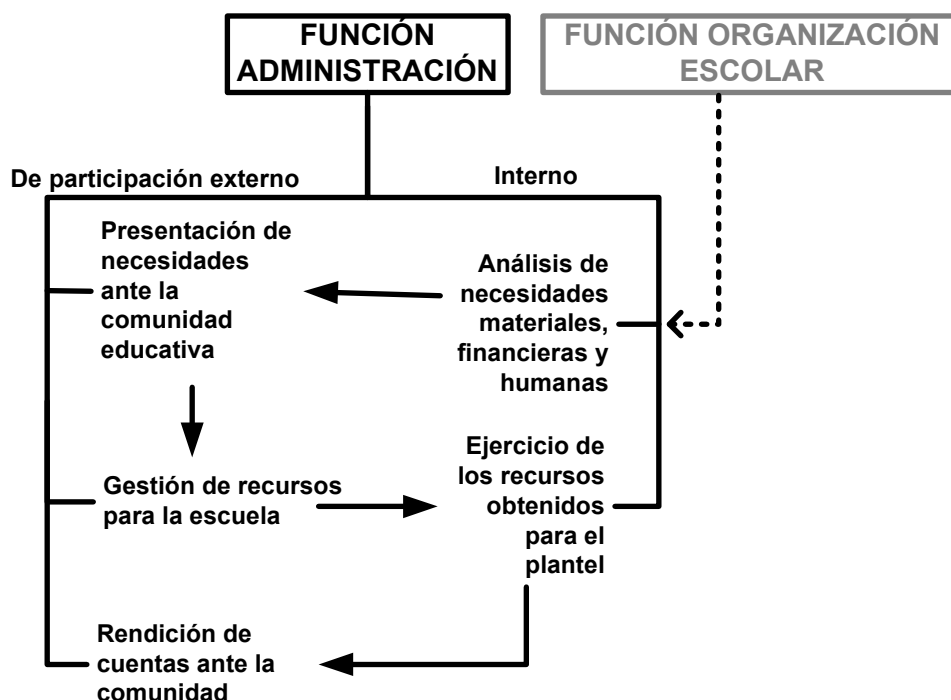 FUNCIÓN
ADMINISTRACIÓN
FUNCIÓN ORGANIZACIÓN
ESCOLAR
De participación externo
Interno
Presentación de
necesidades
ante la
comunidad
educativa
Análisis de
necesidades
materiales,
financieras y
humanas
Gestión de recursos
para la escuela
Ejercicio de
los recursos
obtenidos
para el
plantel
Rendición de
cuentas ante la
comunidad